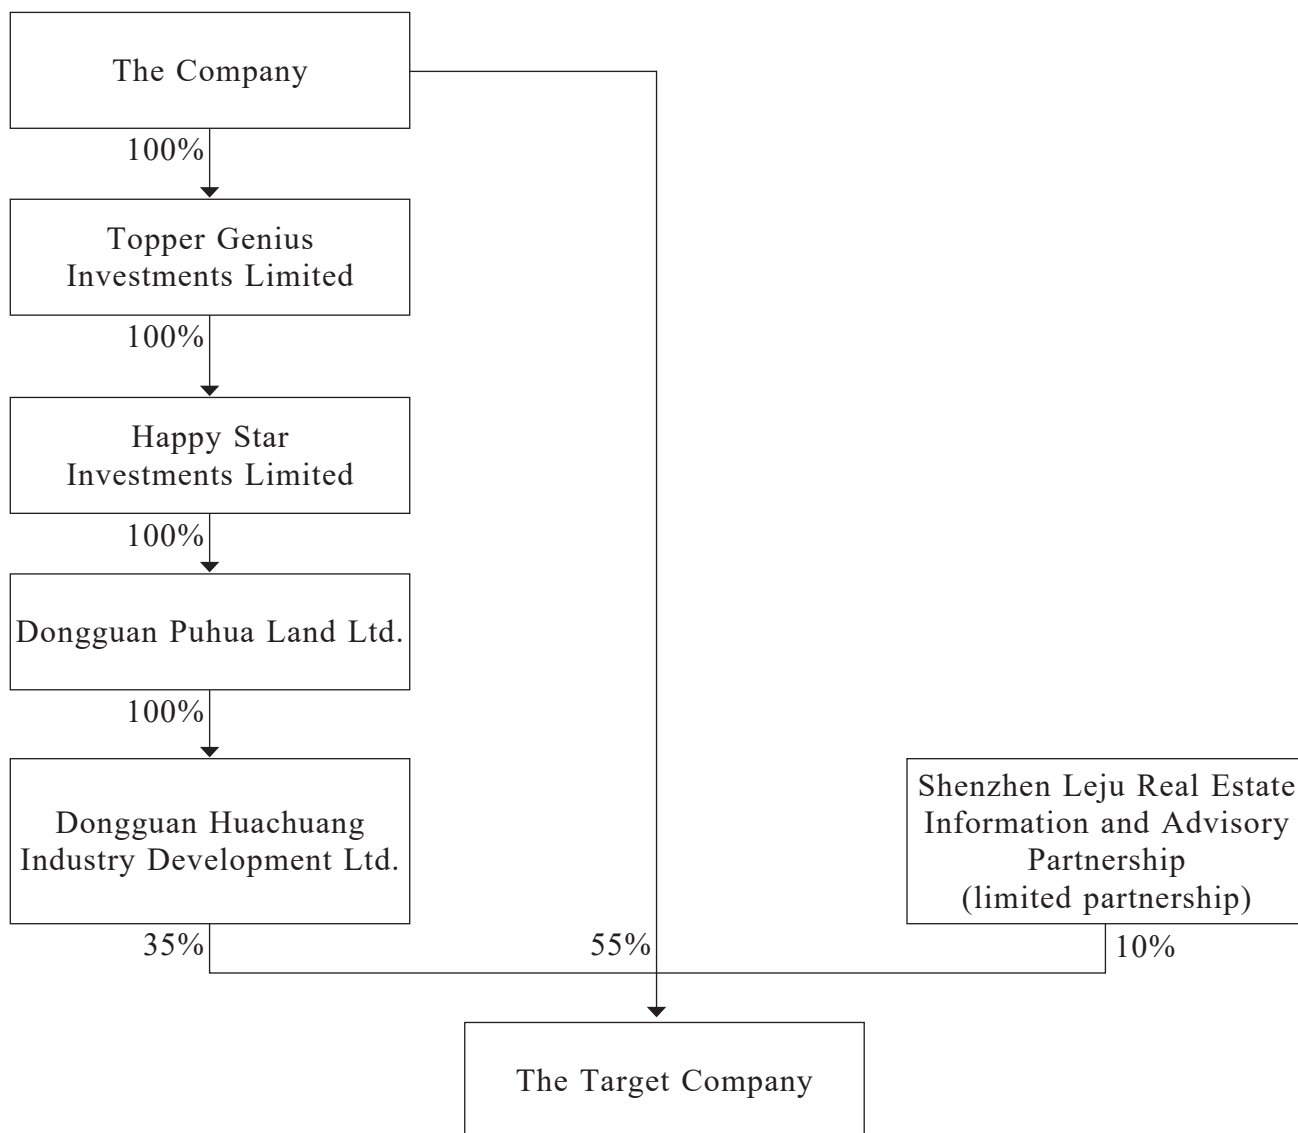 The Company
100%
Topper Genius
Investments Limited
100%
Happy Star
Investments Limited
100%
Dongguan Puhua Land Ltd.
100%
Dongguan Huachuang
Industry Development Ltd.
Shenzhen Leju Real Estate
Information and Advisory
Partnership
(limited partnership)
35%
55%
10%
The Target Company